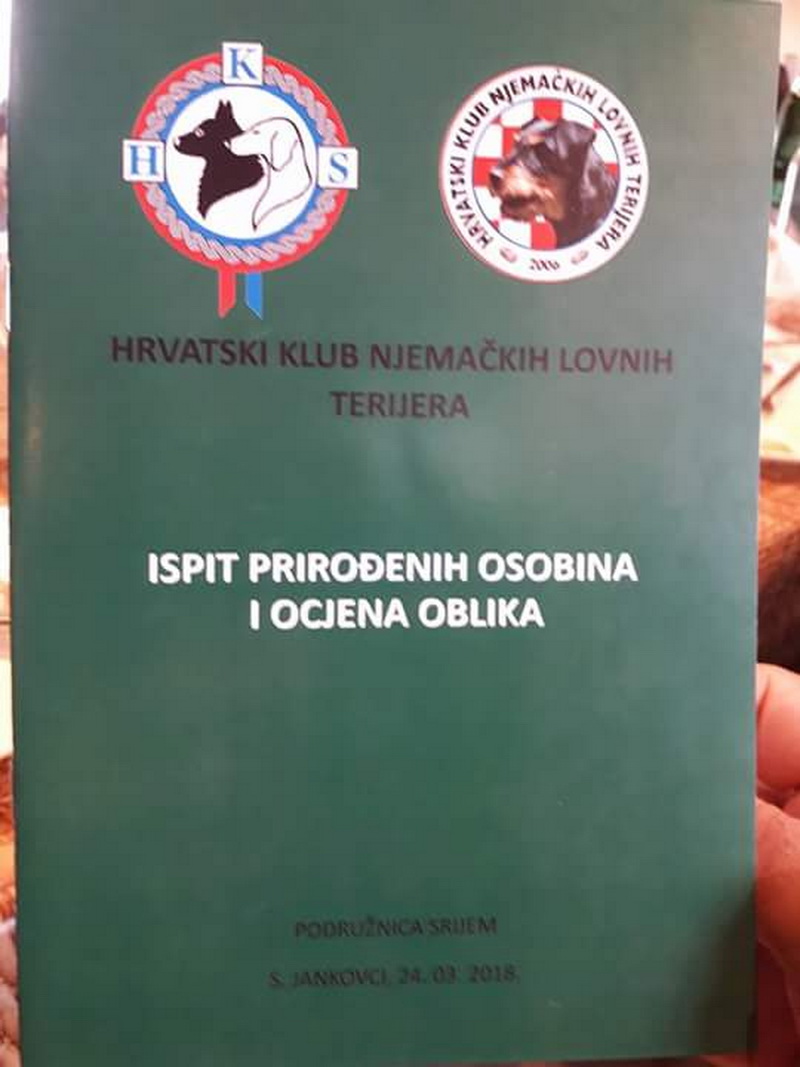 K
H S
HRVATSKI KLUB NJEMAČKIH LOVNIH TERIJERA
2006
HRVATSKI KLUB NJEMAČKIH LOVNIH
TERIJERA
ISPIT PRIROĐENIH OSOBINA
I OCJENA OBLIKA
PODRUŽNICA SRIJEM
S. JANKOVCI, 24. 03. 2018.